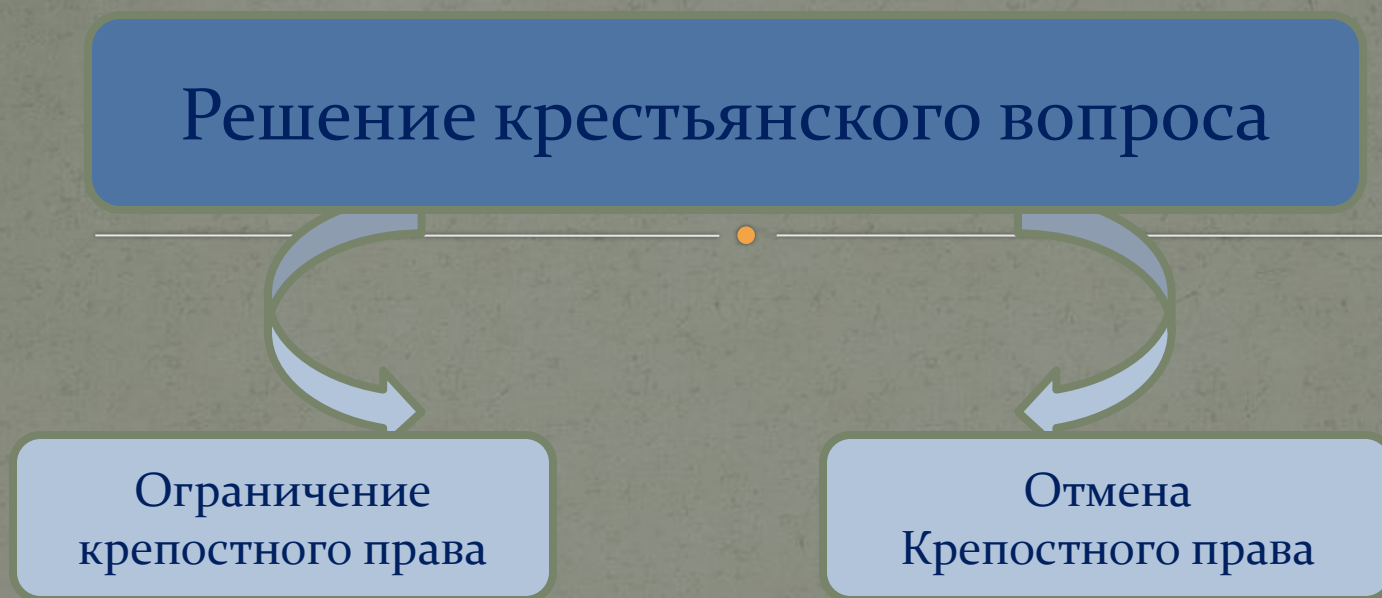 Решение крестьянского вопроса
Ограничение
крепостного права
Отмена
Крепостного права